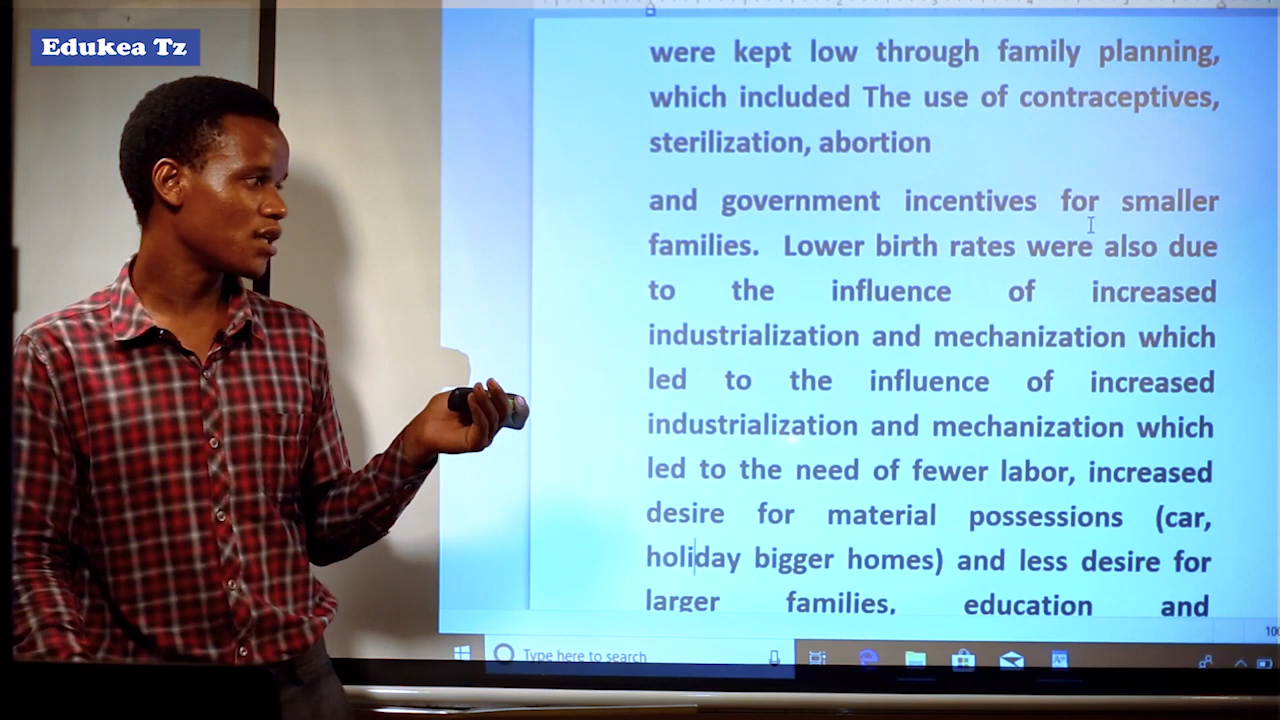 Edukea Tz
were kept low through family planning,
which included The use of contraceptives,
sterilization, abortion
and government incentives for smaller
families. Lower birth rates were also due
to the influence of increased
industrialization and mechanization which
led to the influence of increased
industrialization and mechanization which
led to the need of fewer labor, increased
desire for material possessions (car,
holiday bigger homes) and less desire for
larger families, education and
100
Type here to search